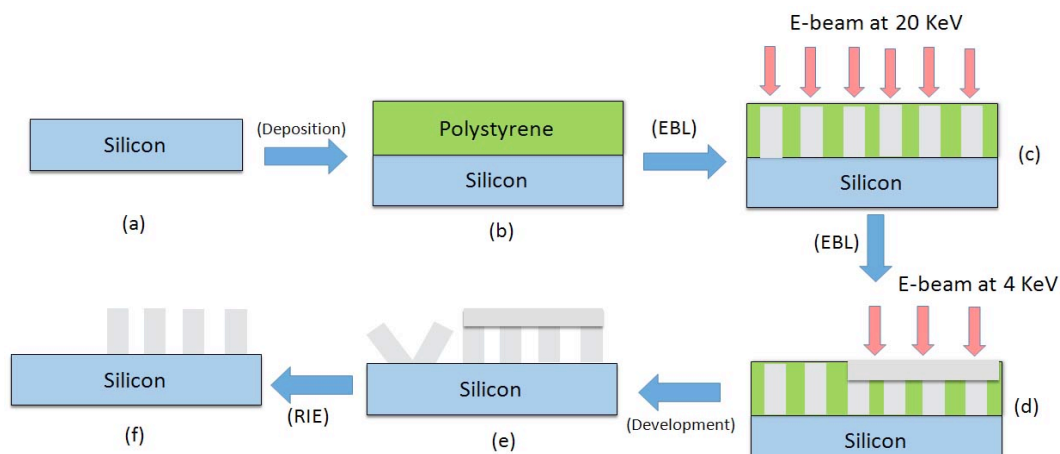 Silicon
(a)
(Deposition)
Polystyrene
Silicon
(b)
(EBL)
E-beam at 20 KeV
Silicon
(c)
(EBL)
E-beam at 4 KeV
Silicon
(d)
(Development)
Silicon
(e)
(RIE)
Silicon
(f)